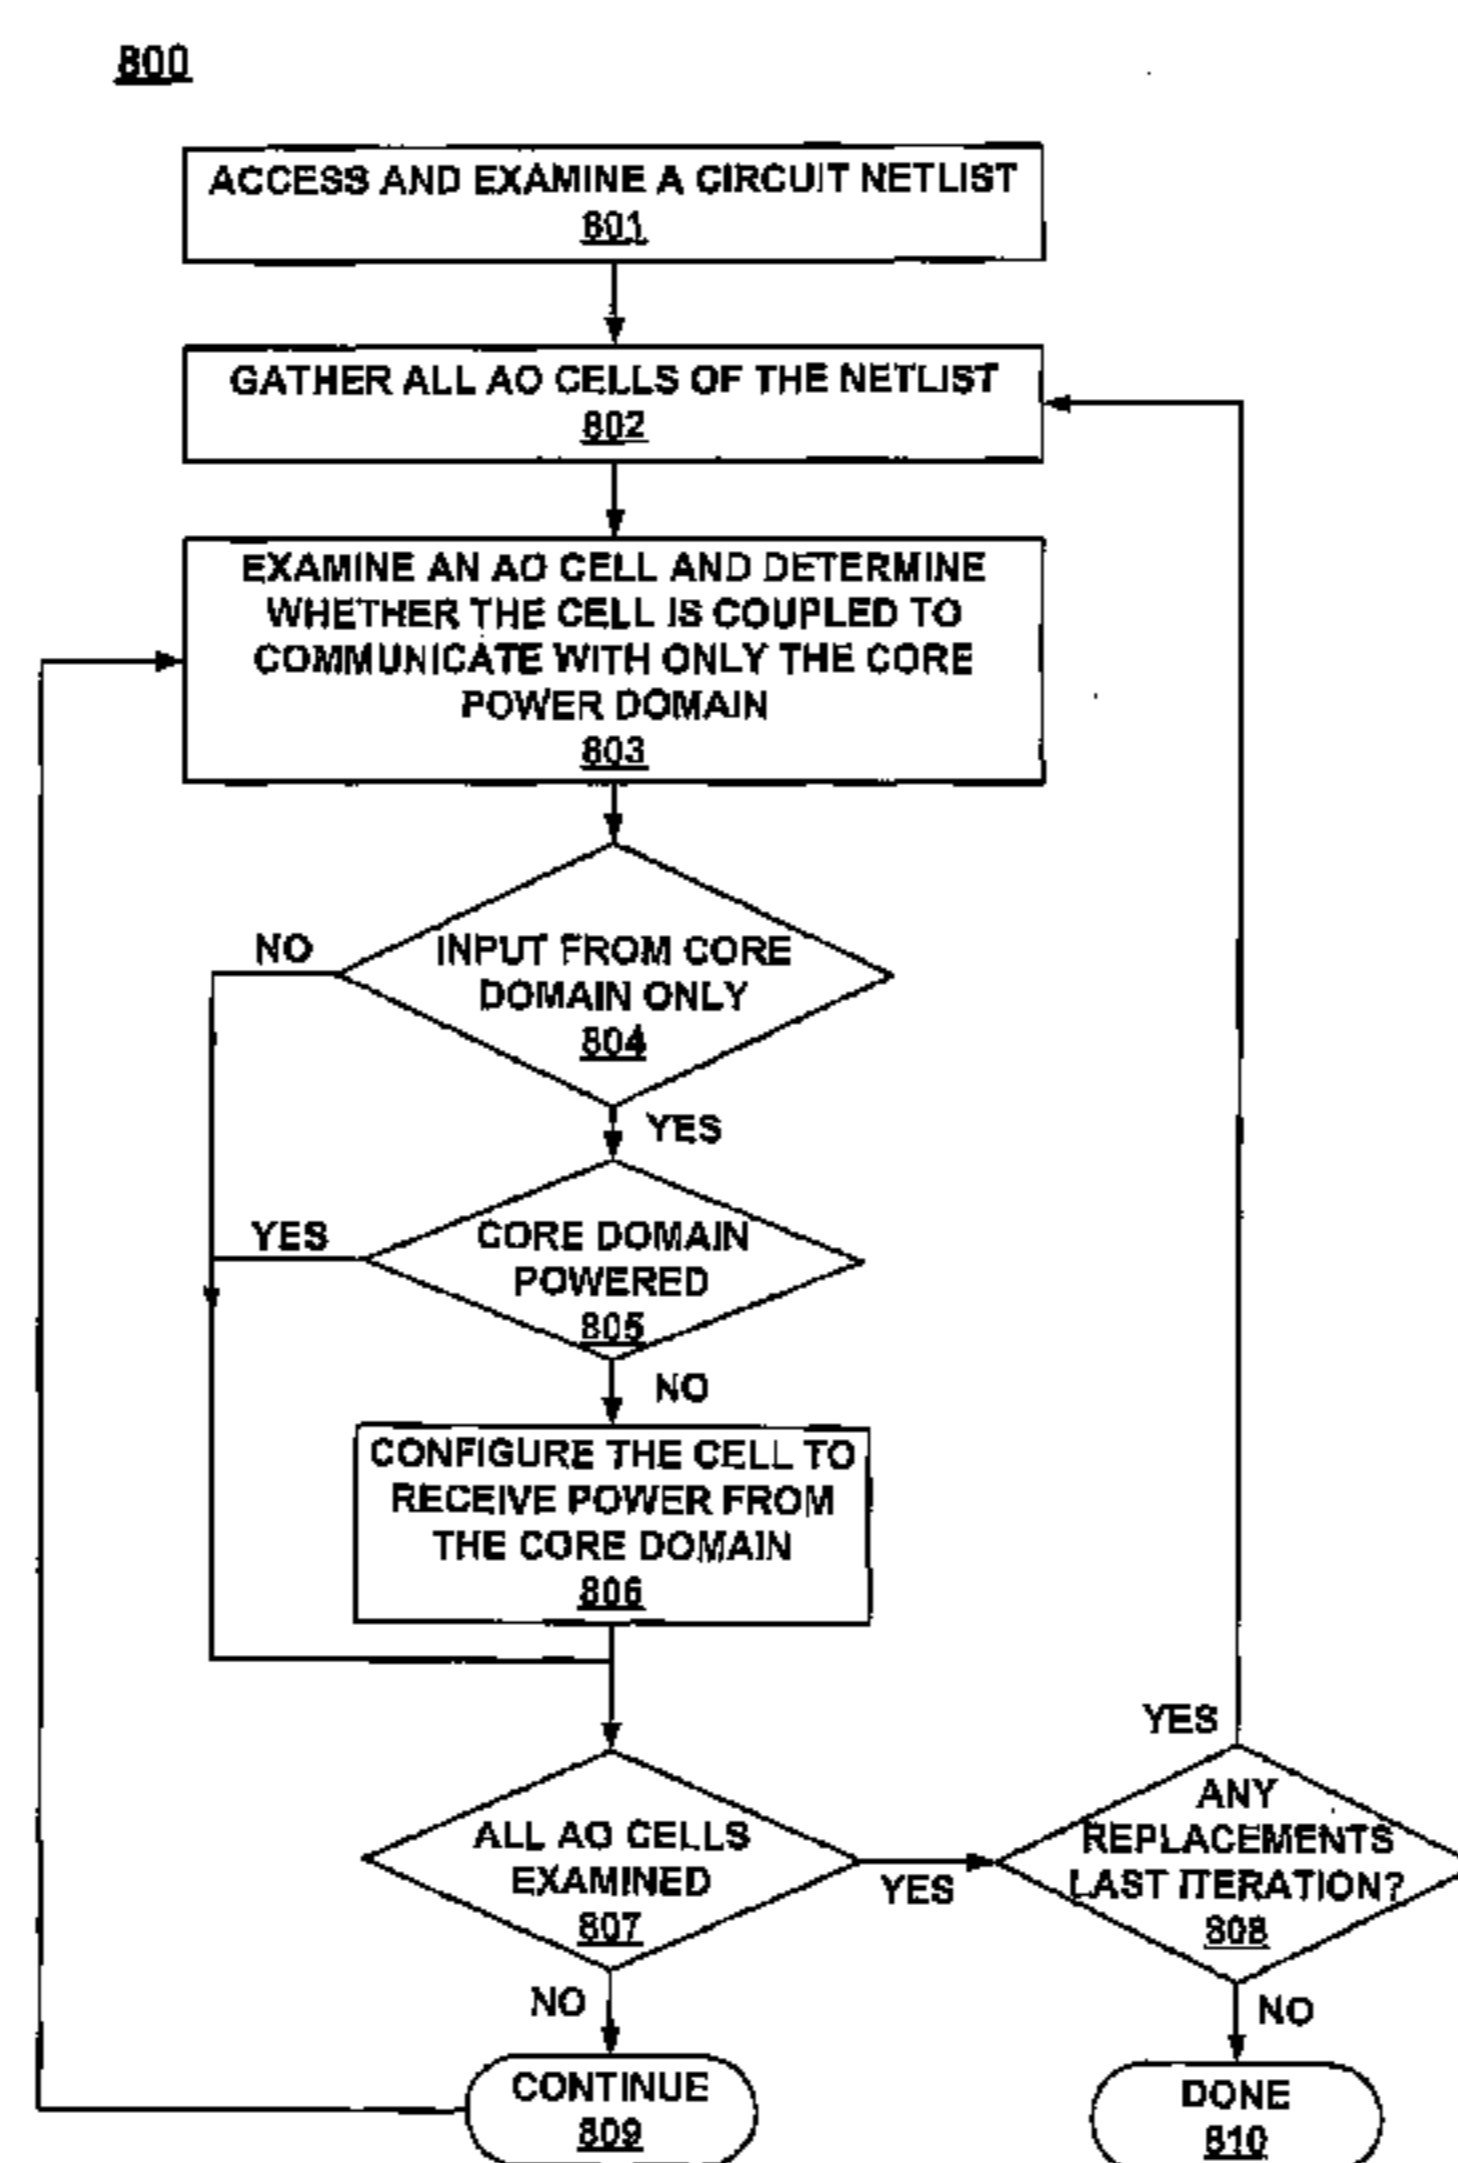 800
ACCESS AND EXAMINE A CIRCUIT NETLIST
801
GATHER ALL AO CELLS OF THE NETLIST
802
EXAMINE AN AO CELL AND DETERMINE
WHETHER THE CELL IS COUPLED TO
COMMUNICATE WITH ONLY THE CORE
POWER DOMAIN
803
NO
INPUT FROM CORE
DOMAIN ONLY
804
YES
YES
CORE DOMAIN
POWERED
805
NO
CONFIGURE THE CELL TO
RECEIVE POWER FROM
THE CORE DOMAIN
806
ALL AO CELLS
EXAMINED
807
YES
YES
ANY
REPLACEMENTS
LAST ITERATION?
808
NO
NO
CONTINUE
809
DONE
810